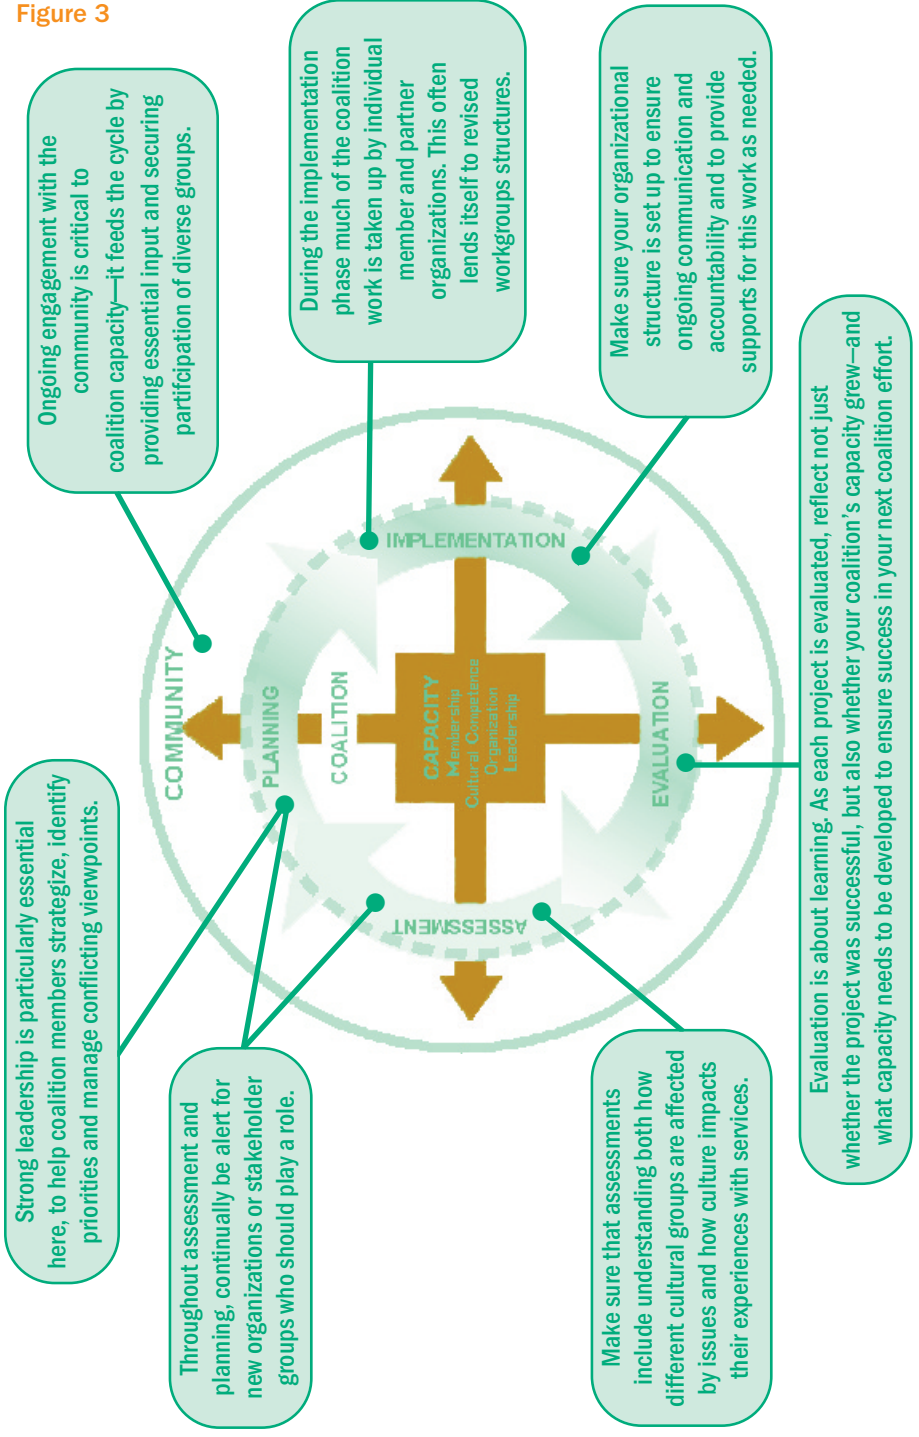 Figure 3
Strong leadership is particularly essential
here, to help coalition members strategize, identify
priorities and manage conflicting viewpoints.
Ongoing engagement with the
community is critical to
coalition capacity—it feeds the cycle by
providing essential input and securing
partifcipation of diverse groups.
Throughout assessment and
planning, continually be alert for
new organizations or stakeholder
groups who should play a role.
During the implementation
phase much of the coalition
work is taken up by individual
member and partner
organizations. This often
lends itself to revised
workgroups structures.
COMMUNITY
PLANNING
COALITION
ASSESSMENT
IMPLEMENTATION
CAPACITY
Membership
Cultural Competence
Organization
Leadership
EVALUATION
Make sure that assessments
include understanding both how
different cultural groups are affected
by issues and how culture impacts
their experiences with services.
Make sure your organizational
structure is set up to ensure
ongoing communication and
accountability and to provide
supports for this work as needed.
Evaluation is about learning. As each project is evaluated, reflect not just
whether the project was successful, but also whether your coalition's capacity grew—and
what capacity needs to be developed to ensure success in your next coalition effort.